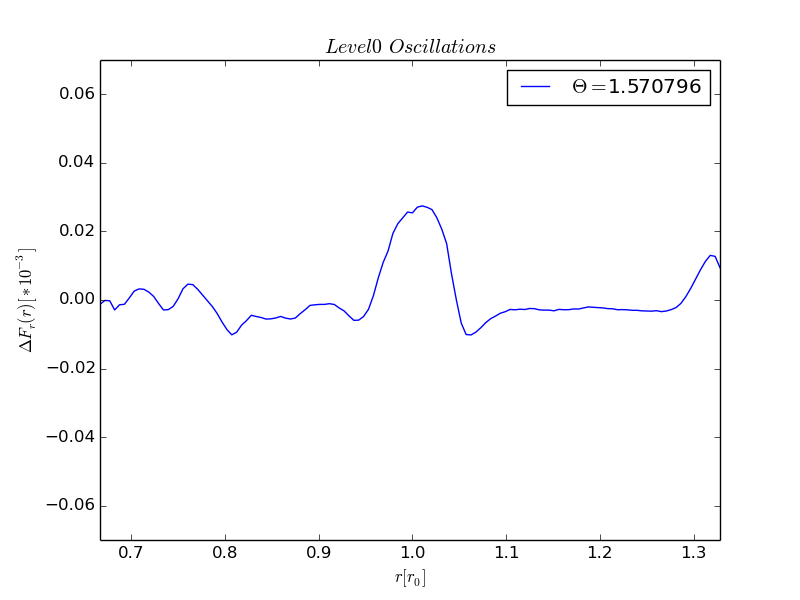 Level0 Oscillations
Θ = 1.570796
0.06
0.04
0.02
0.00
−0.02
−0.04
−0.06
ΔF_r(r)[*10^{-3}]
0.7 0.8 0.9 1.0 1.1 1.2 1.3
r[r_0]